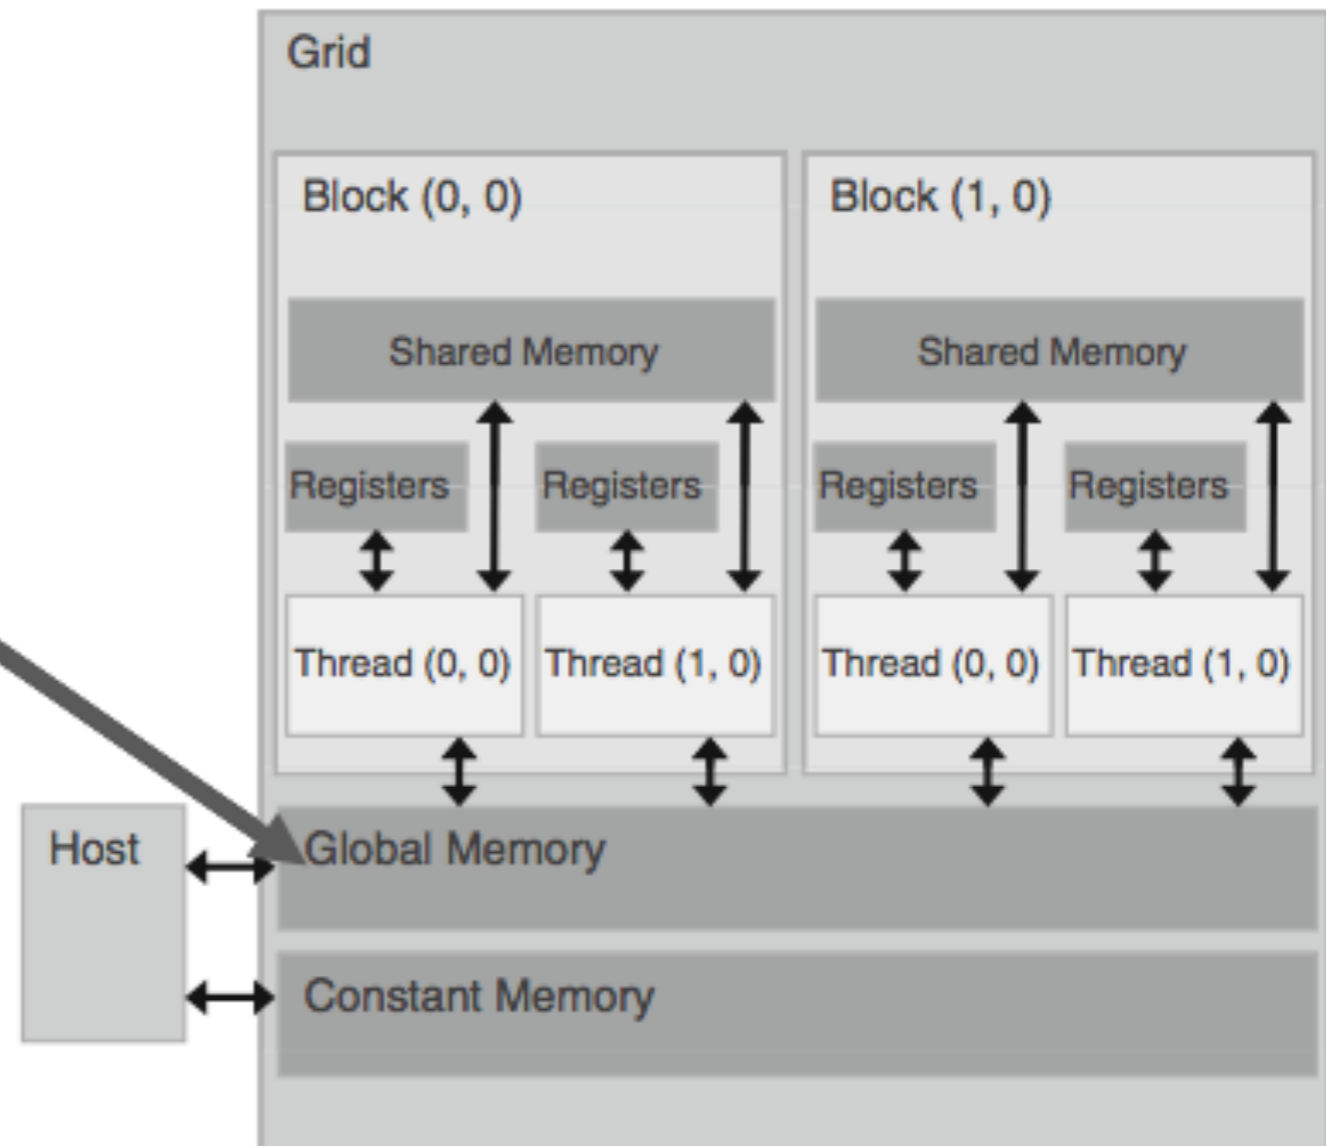 Grid
Block (0, 0)
Block (1, 0)
Shared Memory
Shared Memory
Registers
Registers
Registers
Registers
Thread (0, 0)
Thread (1, 0)
Thread (0, 0)
Thread (1, 0)
Host
Global Memory
Constant Memory